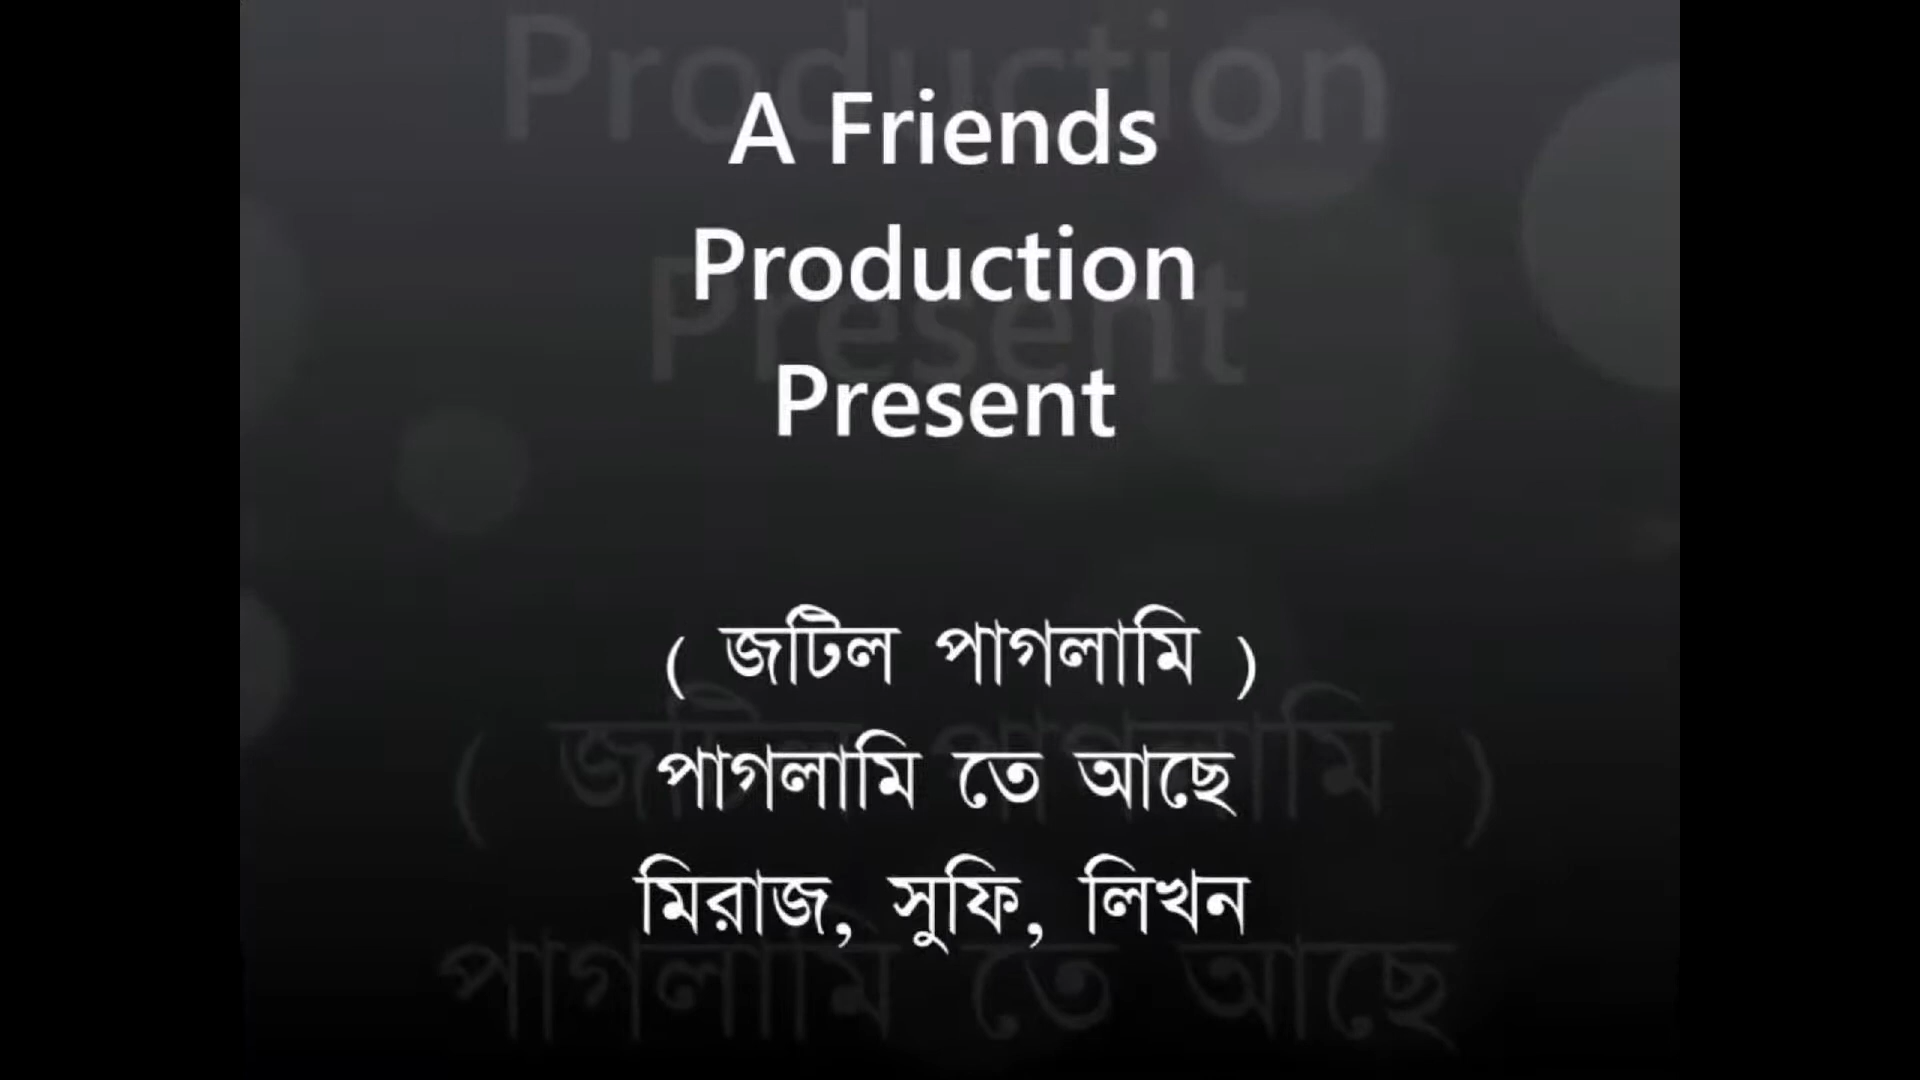 A Friends
Production
Present
( জটিল পাগলামি )
পাগলামি তে আছে
মিরাজ, সুফি, লিখন